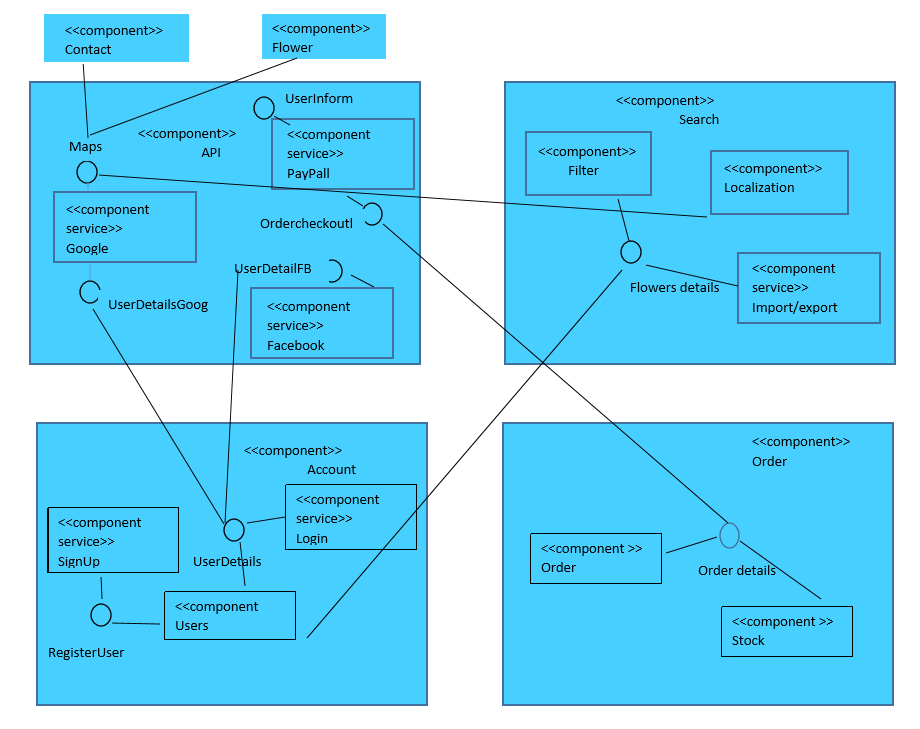 <<component>>
Contact
<<component>>
Flower
UserInform
<<component>>
API
Maps
<<component
service>>
PayPall
<<component
service>>
Google
Ordercheckoutl
UserDetailFB
UserDetailsGoog
<<component
service>>
Facebook
<<component>>
Search
<<component>>
Filter
<<component>>
Localization
Flowers details
<<component
service>>
Import/export
<<component>>
Account
<<component
service>>
Login
<<component
service>>
SignUp
UserDetails
<<component
Users
RegisterUser
<<component>>
Order
<<component >>
Order
Order details
<<component >>
Stock